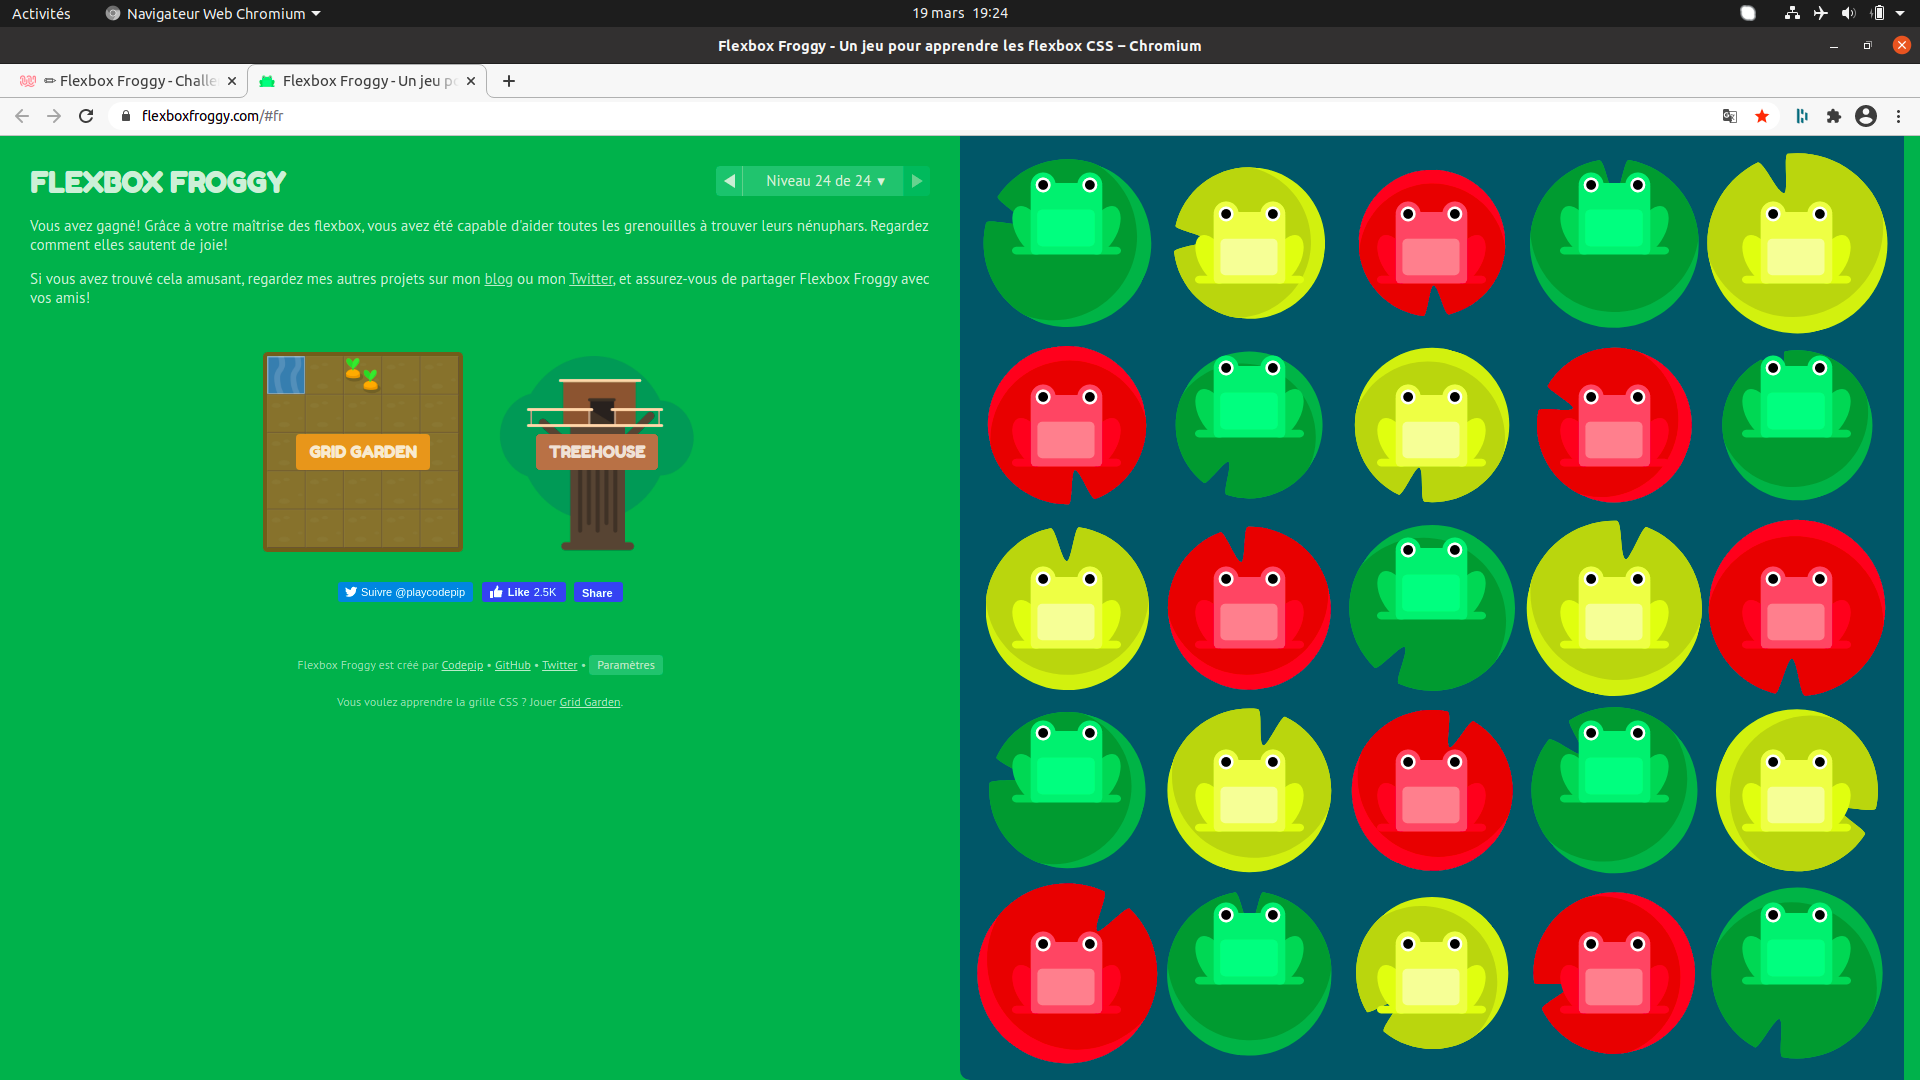 Activités
Navigateur Web Chromium
19 mars 19:24
Flexbox Froggy - Un jeu pour apprendre les flexbox CSS – Chromium
✏ Flexbox Froggy - Challe
Flexbox Froggy - Un jeu po
flexboxfroggy.com/#fr
FLEXBOX FROGGY
Niveau 24 de 24 ▾
Vous avez gagné! Grâce à votre maîtrise des flexbox, vous avez été capable d'aider toutes les grenouilles à trouver leurs nénuphars. Regardez
comment elles sautent de joie!
Si vous avez trouvé cela amusant, regardez mes autres projets sur mon blog ou mon Twitter, et assurez-vous de partager Flexbox Froggy avec
vos amis!
GRID GARDEN
TREEHOUSE
Suivre @playcodepip
Like 2.5K
Share
Flexbox Froggy est créé par Codepip • GitHub • Twitter • Paramètres
Vous voulez apprendre la grille CSS ? Jouer Grid Garden.